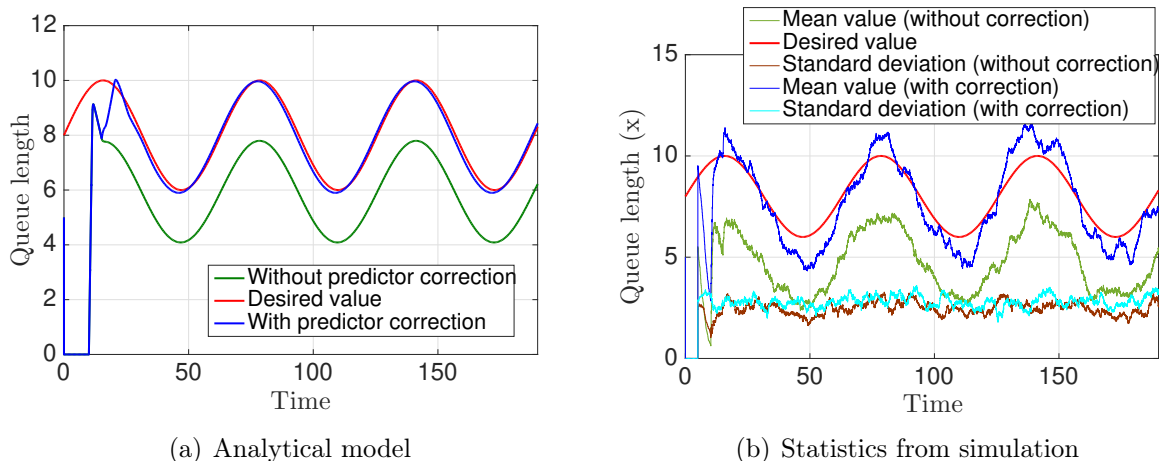 12
10
8
6
4
2
0
Queue length
Without predictor correction
Desired value
With predictor correction
0
50
100
150
Time
(a) Analytical model
Mean value (without correction)
Desired value
Standard deviation (without correction)
Mean value (with correction)
Standard deviation (with correction)
15
10
5
0
Queue length (x)
0
50
100
150
Time
(b) Statistics from simulation